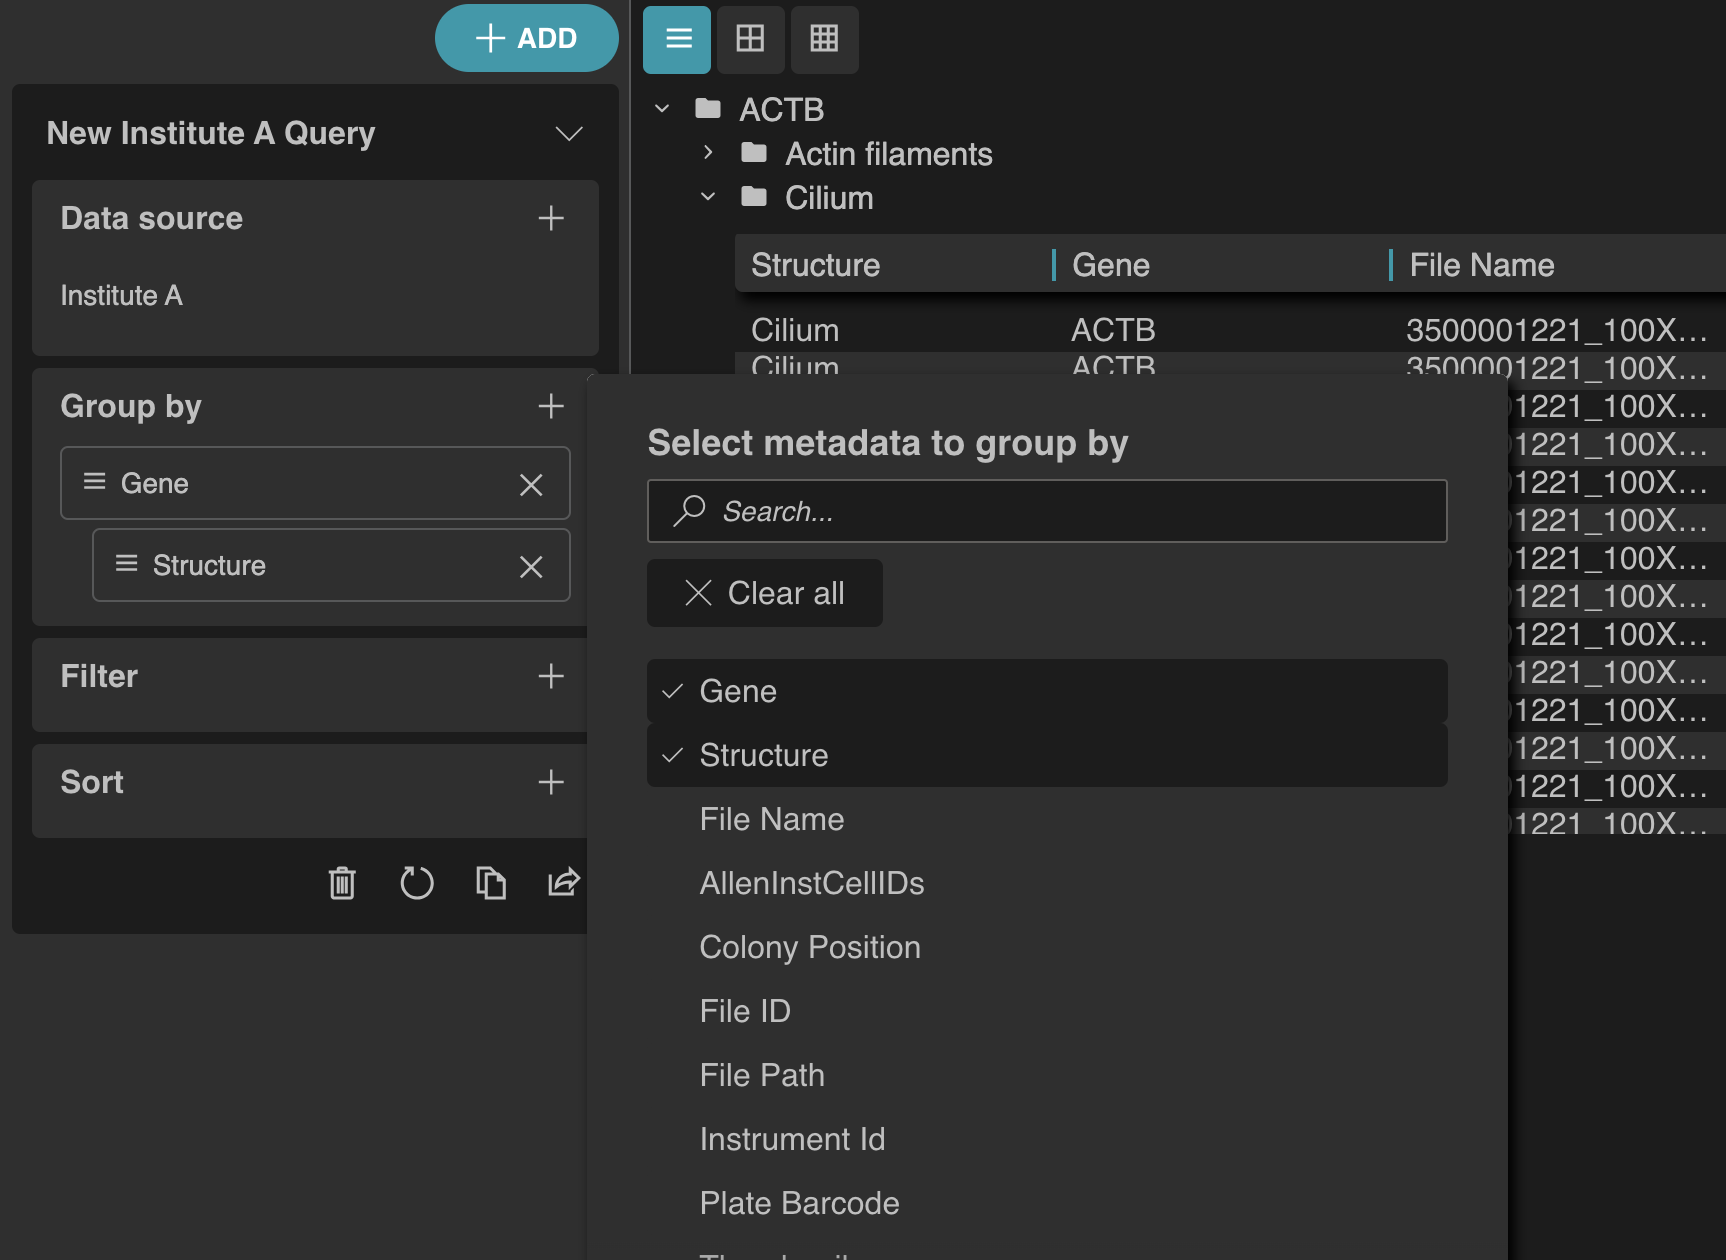 ADD
New Institute A Query
Data source
Institute A
Group by
Gene
Structure
Filter
Sort
ACTB
Actin filaments
Cilium
Structure Gene File Name
Cilium ACTB 3500001221_100X...
Cilium ACTB 3500001221_100X...
1221_100X...
1221_100X...
1221_100X...
1221_100X...
1221_100X...
1221_100X...
1221_100X...
1221_100X...
1221_100X...
1221_100X...
1221_100X...
1221_100X...
Select metadata to group by
Search...
Clear all
Gene
Structure
File Name
AllenInstCellIDs
Colony Position
File ID
File Path
Instrument Id
Plate Barcode